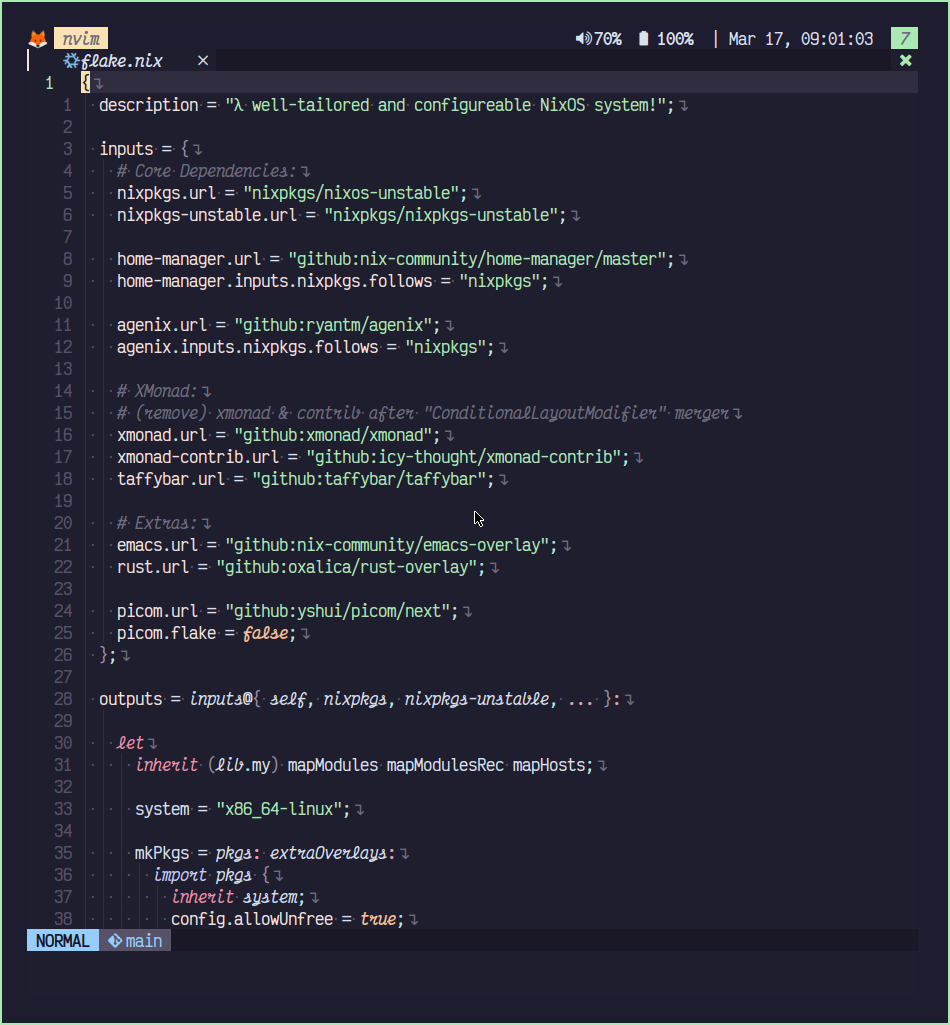 nvim 70% 100% | Mar 17, 09:01:03 7
flake.nix ×
1 {
1 description = "λ well-tailored and configureable NixOS system!";
2
3 inputs = {
4 # Core Dependencies:
5 nixpkgs.url = "nixpkgs/nixos-unstable";
6 nixpkgs-unstable.url = "nixpkgs/nixpkgs-unstable";
7
8 home-manager.url = "github:nix-community/home-manager/master";
9 home-manager.inputs.nixpkgs.follows = "nixpkgs";
10
11 agenix.url = "github:ryantm/agenix";
12 agenix.inputs.nixpkgs.follows = "nixpkgs";
13
14 # XMonad:
15 # (remove) xmonad & contrib after "ConditionalLayoutModifier" merger
16 xmonad.url = "github:xmonad/xmonad";
17 xmonad-contrib.url = "github:icy-thought/xmonad-contrib";
18 taffybar.url = "github:taffybar/taffybar";
19
20 # Extras:
21 emacs.url = "github:nix-community/emacs-overlay";
22 rust.url = "github:oxalica/rust-overlay";
23
24 picom.url = "github:yshui/picom/next";
25 picom.flake = false;
26 };
27
28 outputs = inputs@{ self, nixpkgs, nixpkgs-unstable, ... }:
29
30 let
31 inherit (lib.my) mapModules mapModulesRec mapHosts;
32
33 system = "x86_64-linux";
34
35 mkPkgs = pkgs: extraOverlays:
36 import pkgs {
37 inherit system;
38 config.allowUnfree = true;
NORMAL main